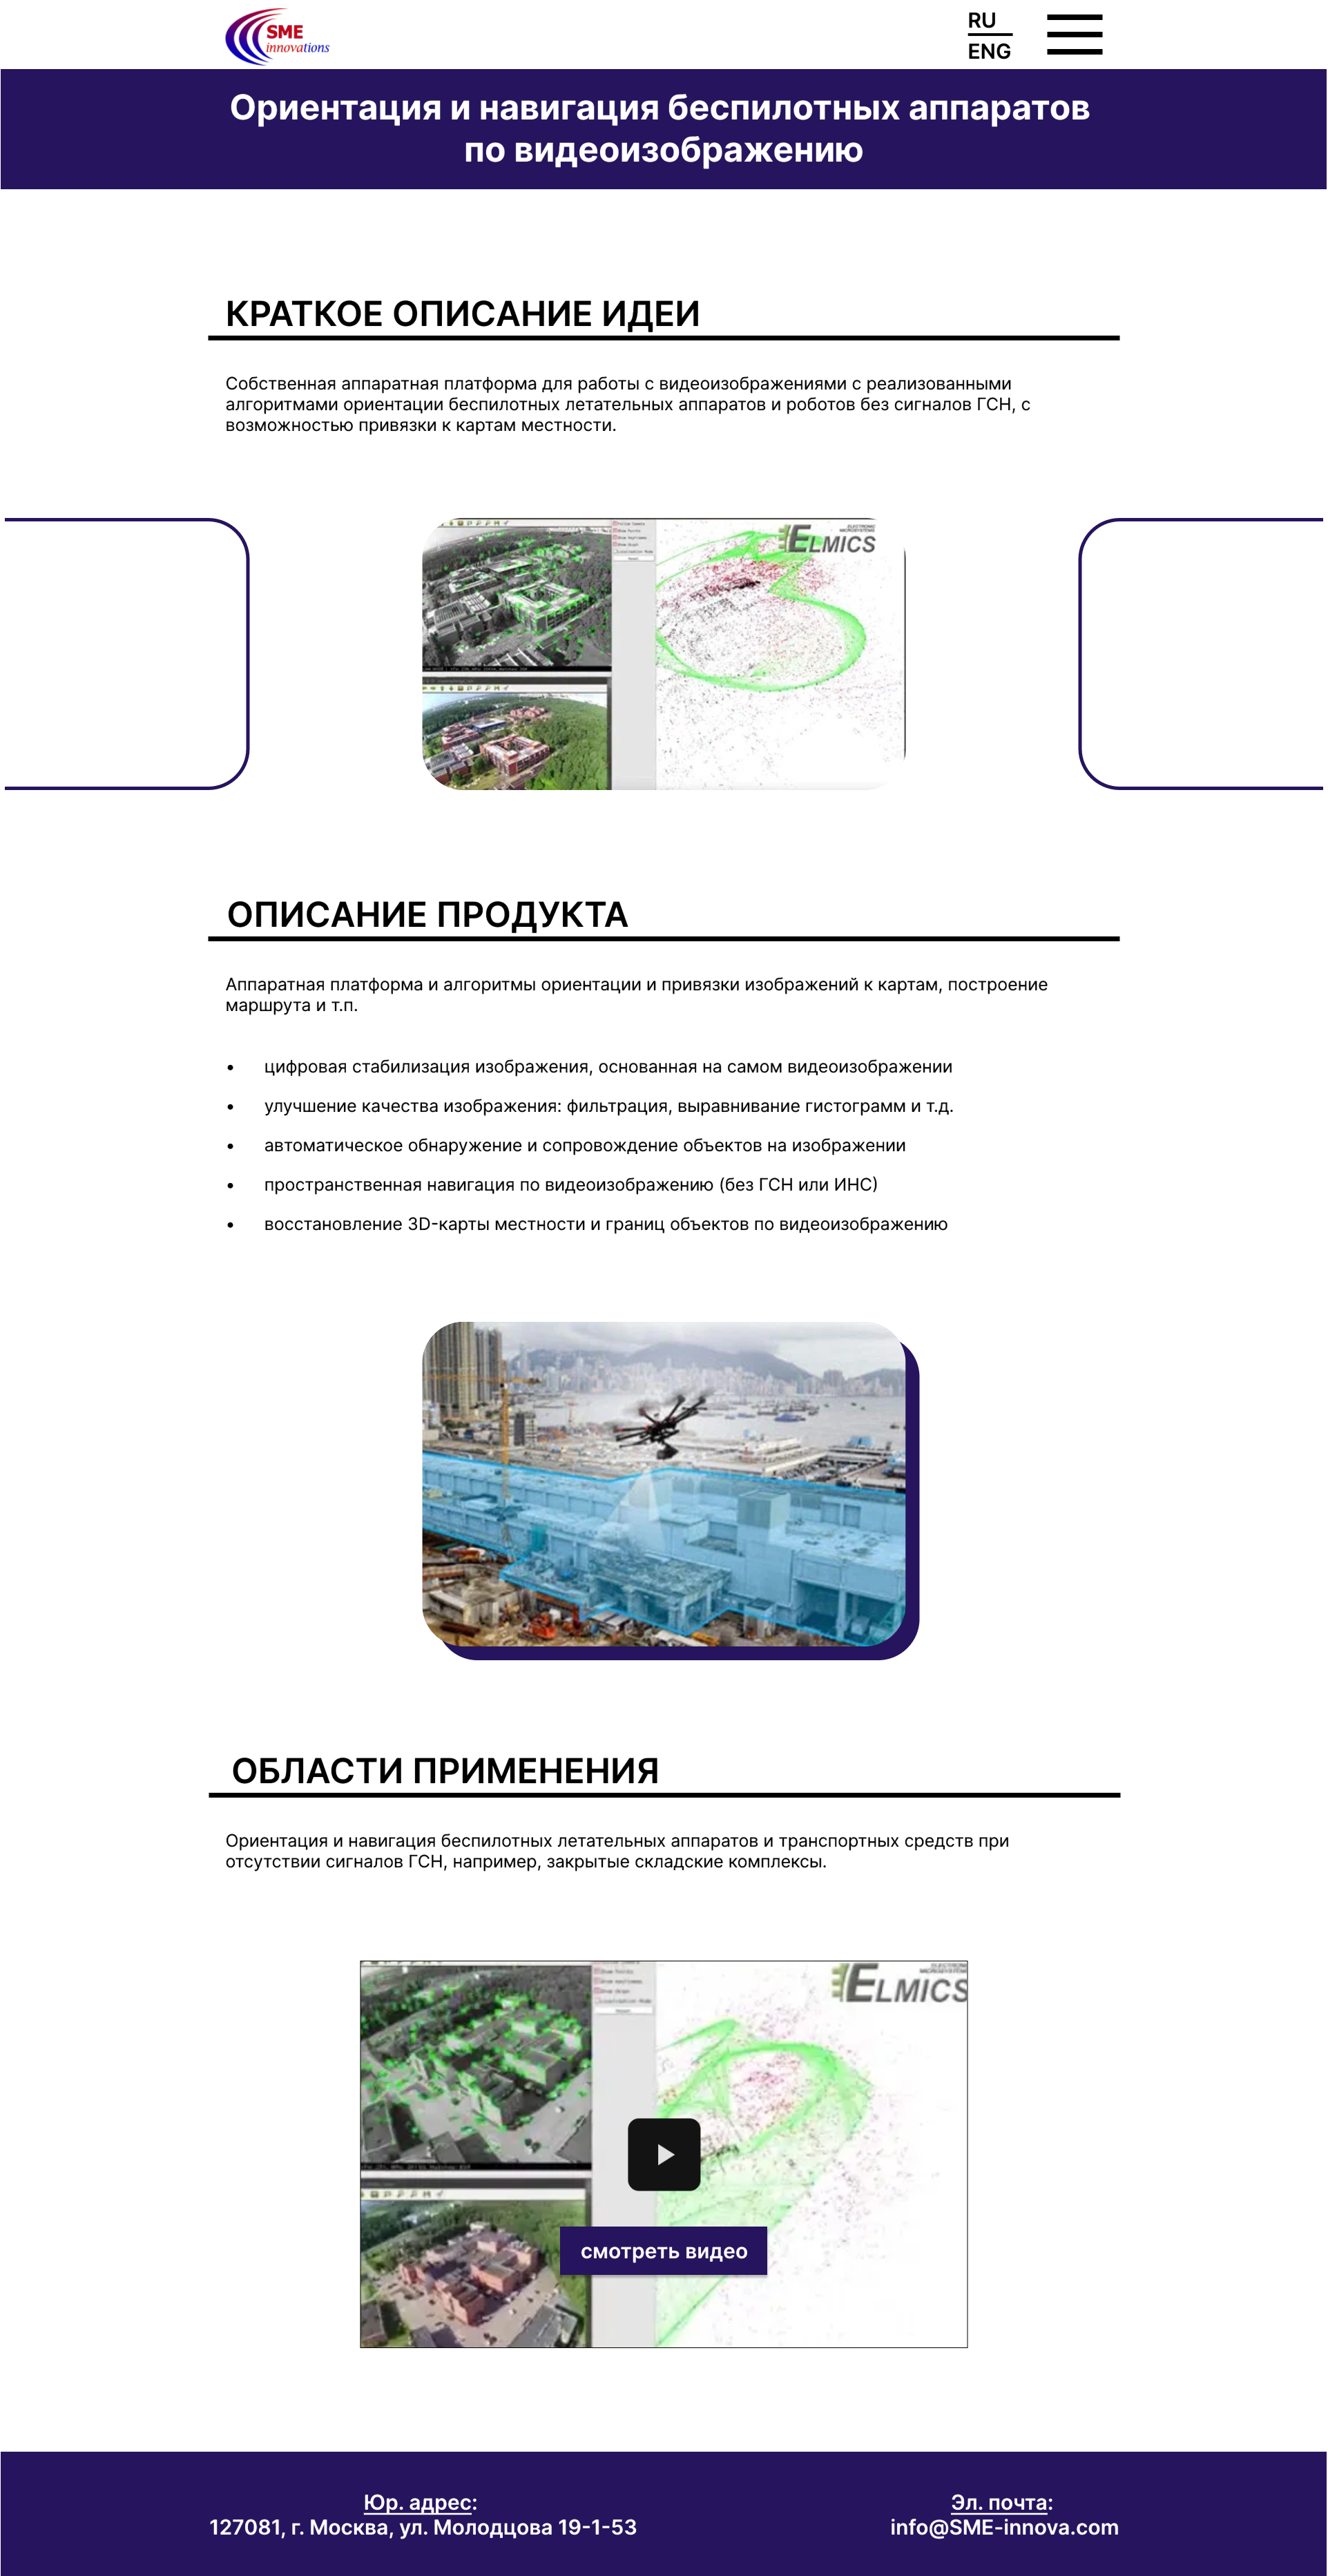 SME
innovations
RU
ENG
Ориентация и навигация беспилотных аппаратов
по видеоизображению
КРАТКОЕ ОПИСАНИЕ ИДЕИ
Собственная аппаратная платформа для работы с видеоизображениями с реализованными
алгоритмами ориентации беспилотных летательных аппаратов и роботов без сигналов ГСН, с
возможностью привязки к картам местности.
ELMICS
ОПИСАНИЕ ПРОДУКТА
Аппаратная платформа и алгоритмы ориентации и привязки изображений к картам, построение
маршрута и т.п.
• цифровая стабилизация изображения, основанная на самом видеоизображении
• улучшение качества изображения: фильтрация, выравнивание гистограмм и т.д.
• автоматическое обнаружение и сопровождение объектов на изображении
• пространственная навигация по видеоизображению (без ГСН или ИНС)
• восстановление 3D-карты местности и границ объектов по видеоизображению
ОБЛАСТИ ПРИМЕНЕНИЯ
Ориентация и навигация беспилотных летательных аппаратов и транспортных средств при
отсутствии сигналов ГСН, например, закрытые складские комплексы.
ELMICS
смотреть видео
Юр. адрес:
127081, г. Москва, ул. Молодцова 19-1-53
Эл. почта:
info@SME-innova.com